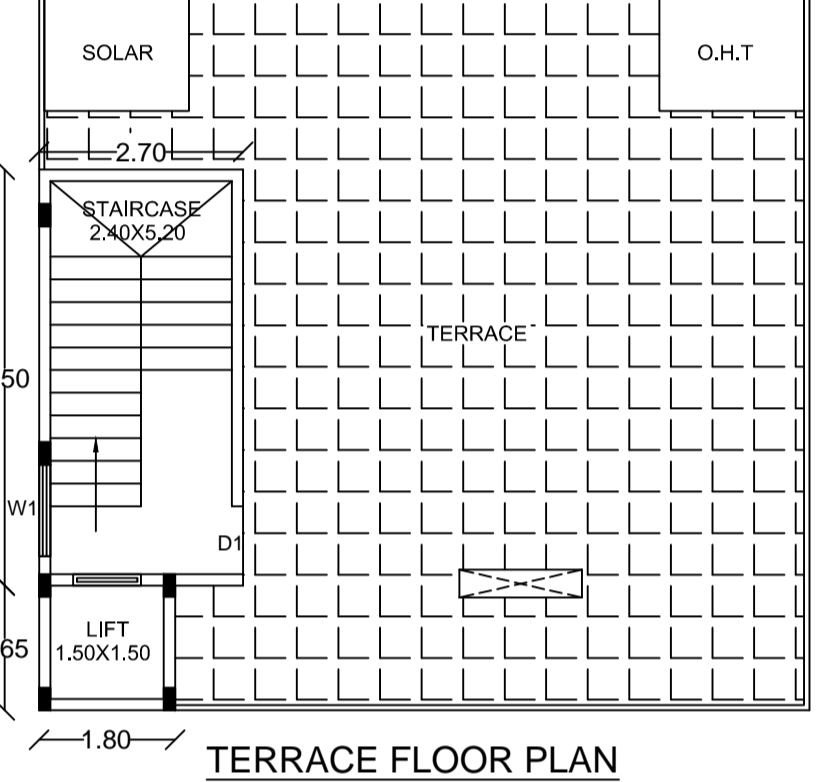 SOLAR
O.H.T
2.70
STAIRCASE
2.40X5.20
TERRACE
50
W1
D1
LIFT
1.50X1.50
65
1.80
TERRACE FLOOR PLAN